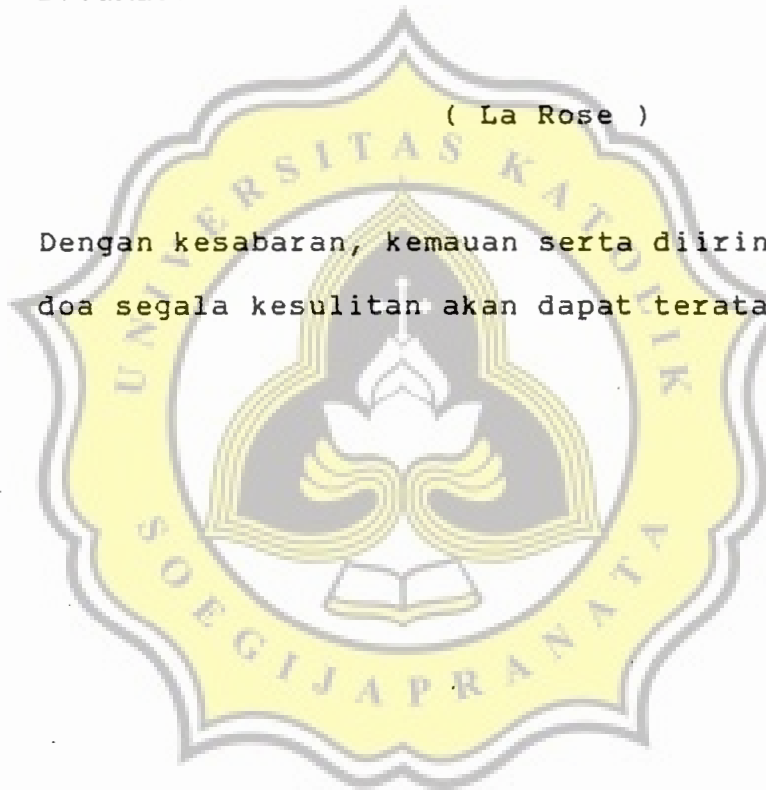 ( La Rose )
UNIVERSITAS KATOLIK
Dengan kesabaran, kemauan serta diirin
doa segala kesulitan akan dapat terata
SOEGIJAPRANATA